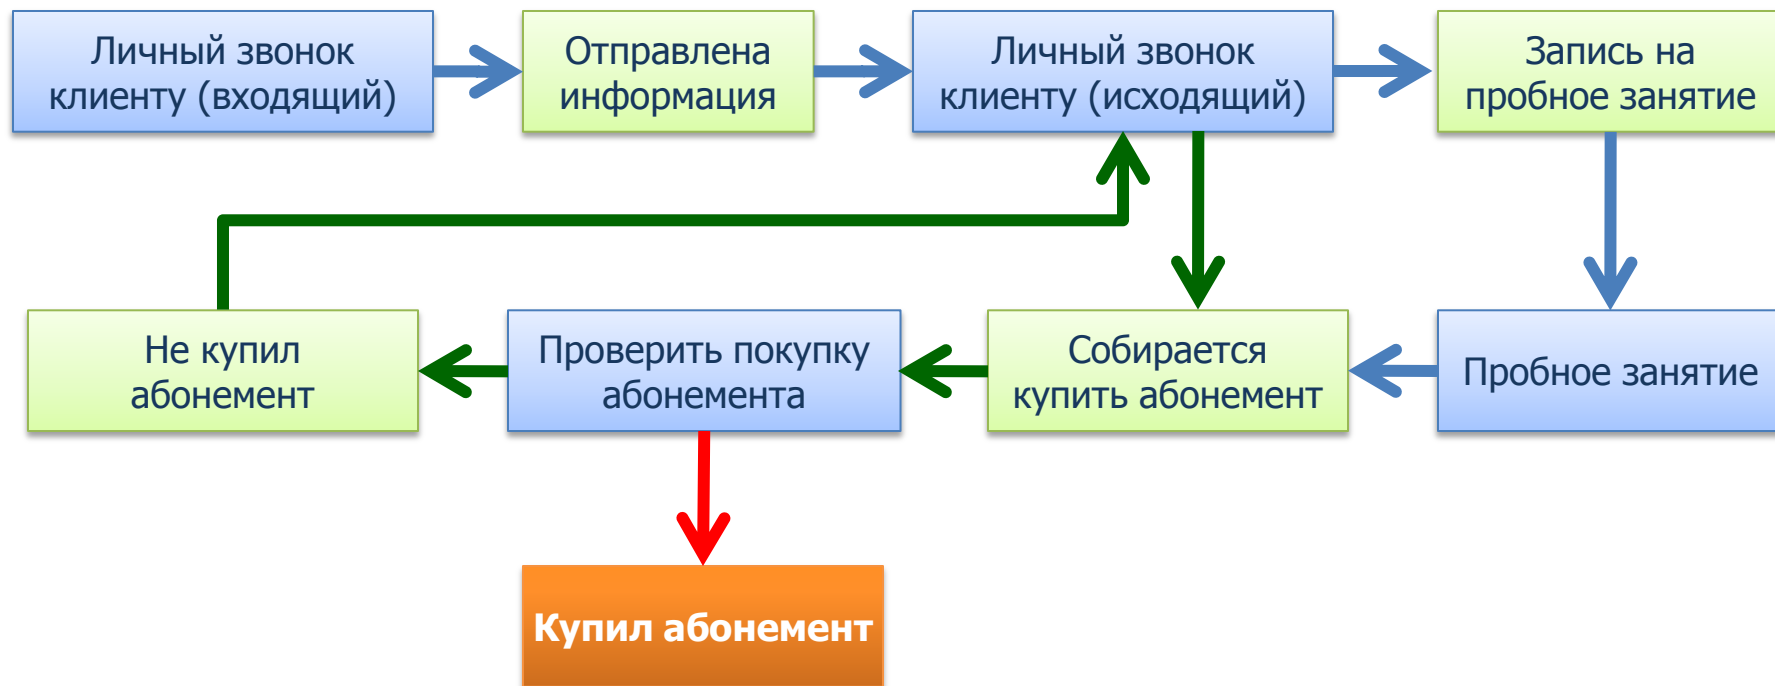 Личный звонок
клиенту (входящий)
Отправлена
информация
Личный звонок
клиенту (исходящий)
Запись на
пробное занятие
Не купил
абонемент
Проверить покупку
абонемента
Собирается
купить абонемент
Пробное занятие
Купил абонемент